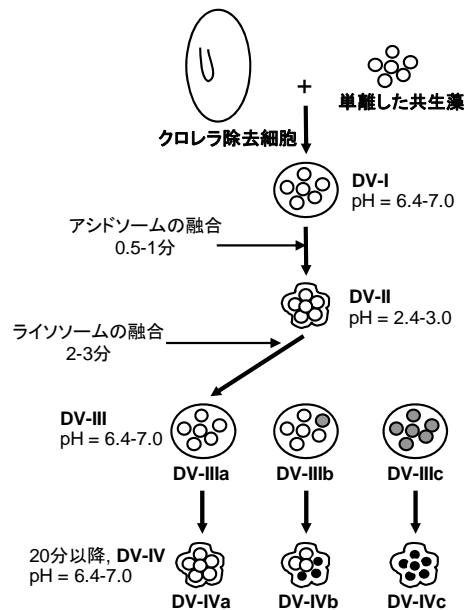 +
単離した共生藻
クロレラ除去細胞
DV-I
pH = 6.4-7.0
アシドソームの融合
0.5-1分
DV-II
pH = 2.4-3.0
ライソソームの融合
2-3分
DV-III
pH = 6.4-7.0
DV-IIIa DV-IIIb DV-IIIc
20分以降, DV-IV
pH = 6.4-7.0
DV-IVa DV-IVb DV-IVc